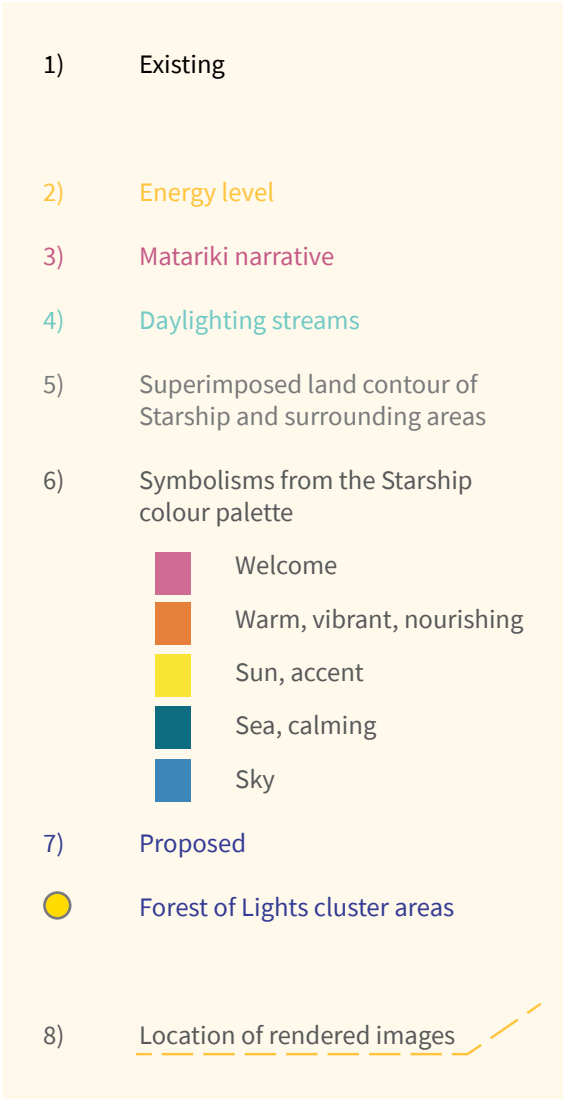 1) Existing
2) Energy level
3) Matariki narrative
4) Daylighting streams
5) Superimposed land contour of
Starship and surrounding areas
6) Symbolisms from the Starship
colour palette
Welcome
Warm, vibrant, nourishing
Sun, accent
Sea, calming
Sky
7) Proposed
Forest of Lights cluster areas
8) Location of rendered images